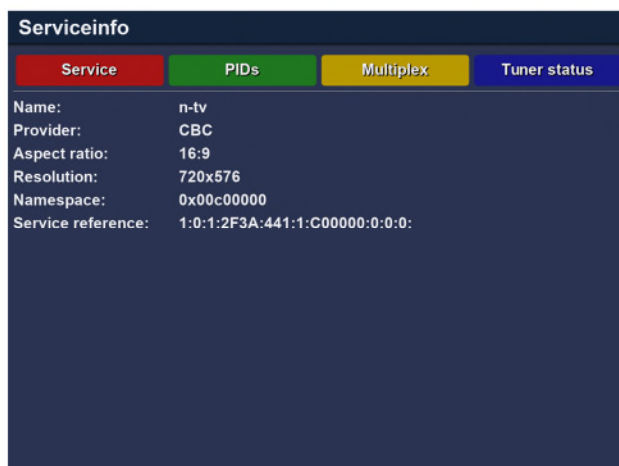 Serviceinfo
Service PIDs Multiplex Tuner status
Name: n-tv
Provider: CBC
Aspect ratio: 16:9
Resolution: 720x576
Namespace: 0x00c00000
Service reference: 1:0:1:2F3A:441:1:C00000:0:0:0: